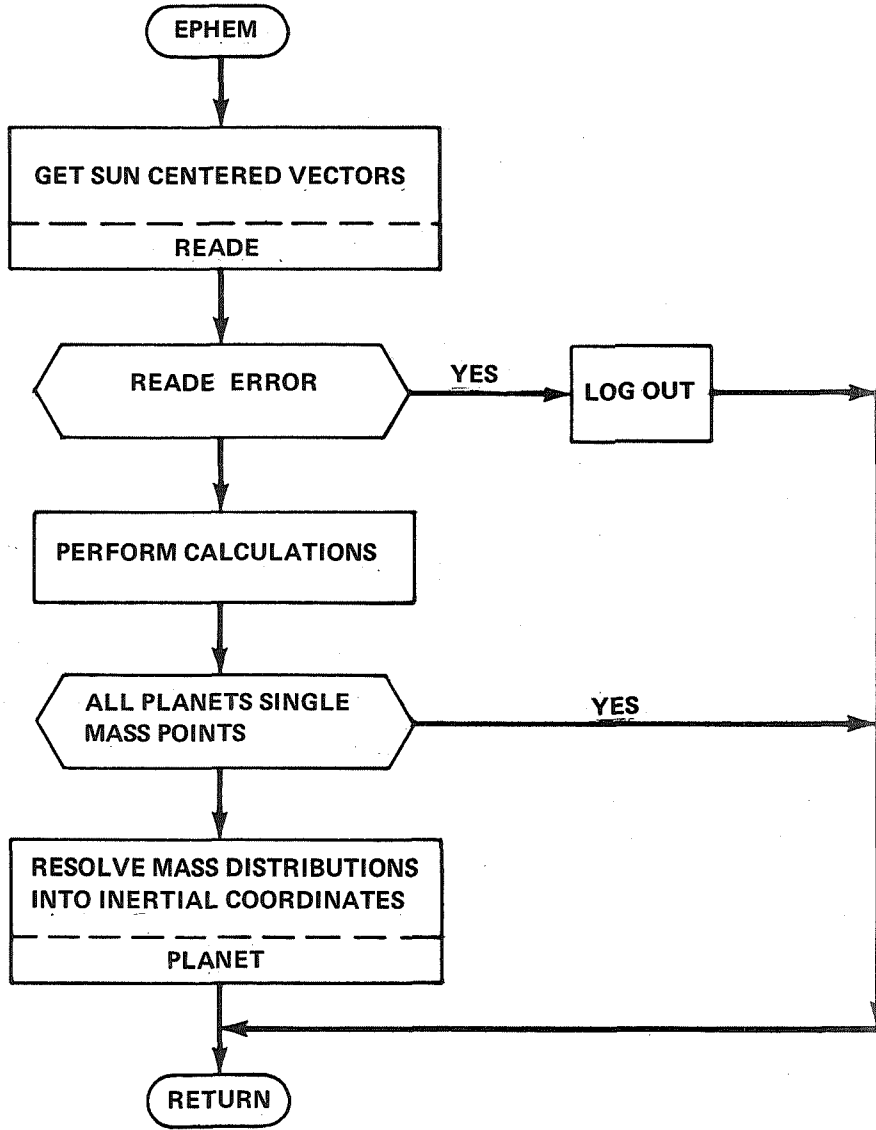 EPHEM
GET SUN CENTERED VECTORS
READE
READE ERROR
YES
LOG OUT
PERFORM CALCULATIONS
ALL PLANETS SINGLE
MASS POINTS
YES
RESOLVE MASS DISTRIBUTIONS
INTO INERTIAL COORDINATES
PLANET
RETURN